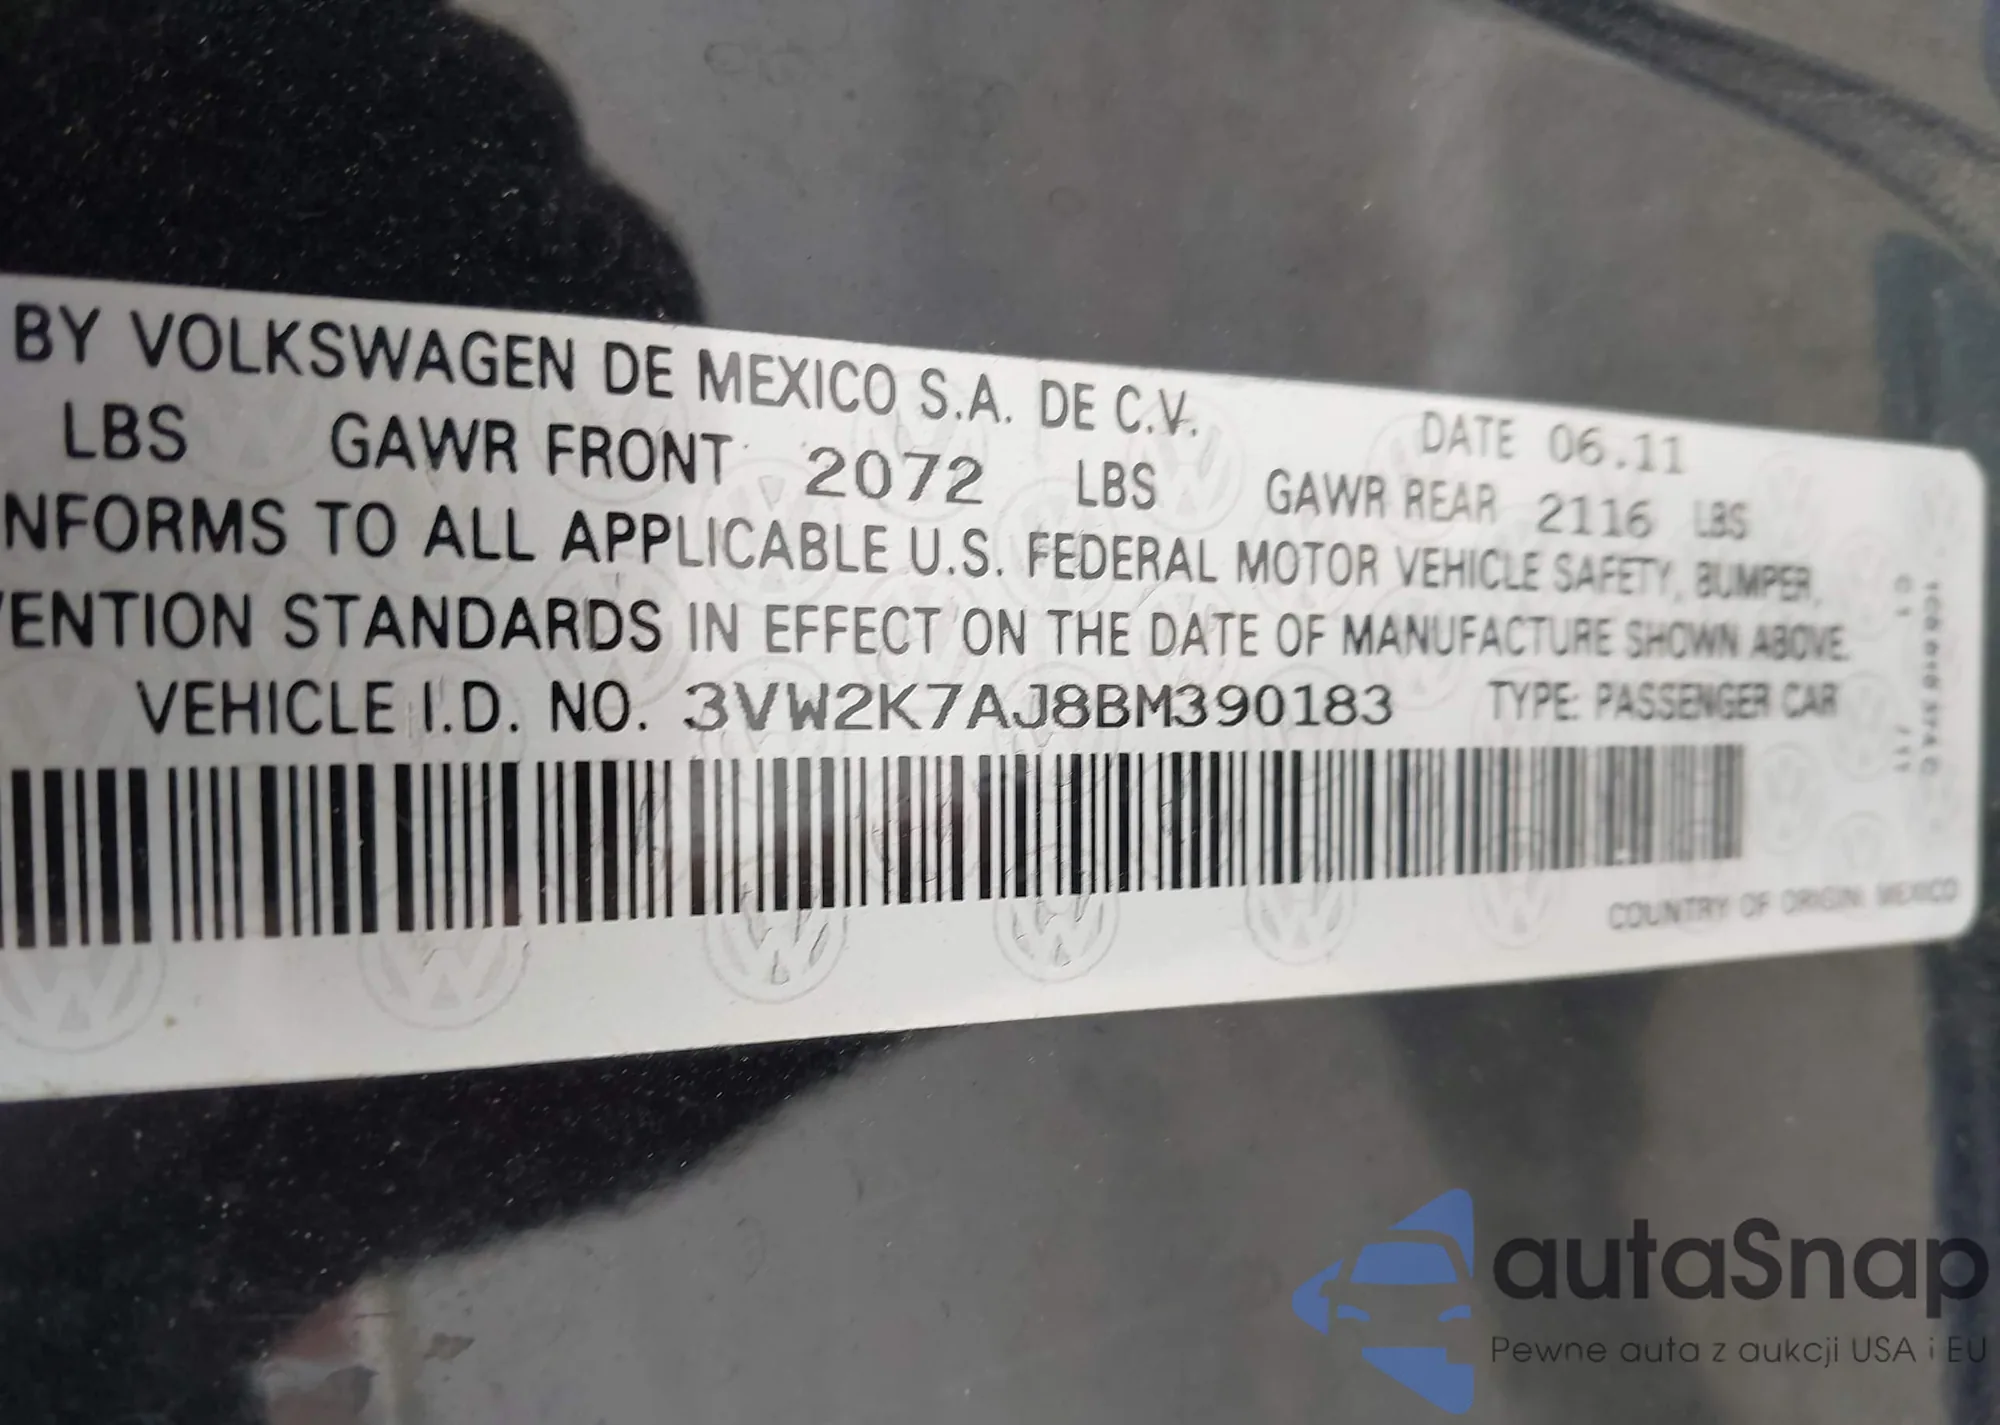 BY VOLKSWAGEN DE MEXICO S.A. DE C.V. DATE 06.11
LBS GAWR FRONT 2072 LBS GAWR REAR 2116 LBS
NFORMS TO ALL APPLICABLE U.S. FEDERAL MOTOR VEHICLE SAFETY, BUMPER,
ENTION STANDARDS IN EFFECT ON THE DATE OF MANUFACTURE SHOWN ABOVE.
VEHICLE I.D. NO. 3VW2K7AJ8BM390183 TYPE: PASSENGER CAR
COUNTRY OF ORIGIN: MEXICO
autaSnap
Pewne auta z aukcji USA i EU